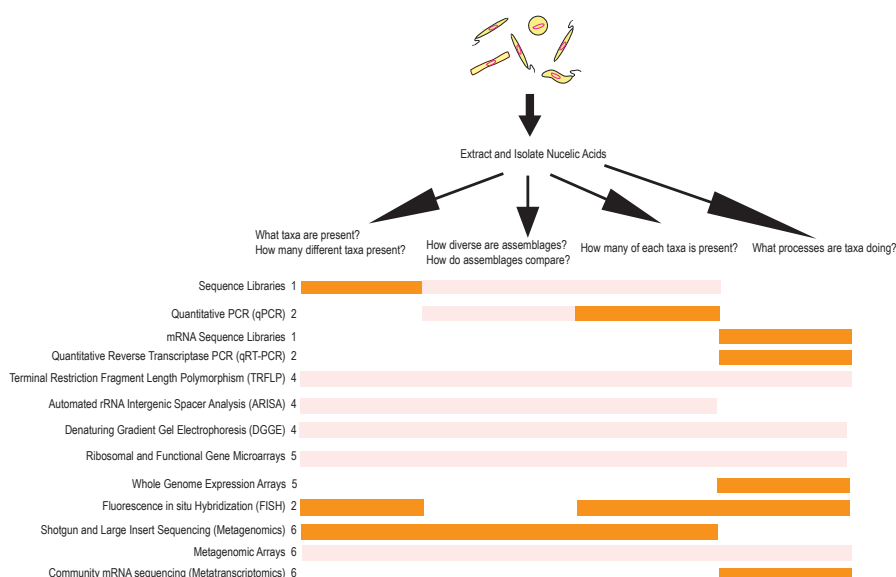 Extract and Isolate Nucelic Acids
What taxa are present?
How many different taxa present?
How diverse are assemblages?
How do assemblages compare?
How many of each taxa is present?
What processes are taxa doing?
Sequence Libraries 1
Quantitative PCR (qPCR) 2
mRNA Sequence Libraries 1
Quantitative Reverse Transcriptase PCR (qRT-PCR) 2
Terminal Restriction Fragment Length Polymorphism (TRFLP) 4
Automated rRNA Intergenic Spacer Analysis (ARISA) 4
Denaturing Gradient Gel Electrophoresis (DGGE) 4
Ribosomal and Functional Gene Microarrays 5
Whole Genome Expression Arrays 5
Fluorescence in situ Hybridization (FISH) 2
Shotgun and Large Insert Sequencing (Metagenomics) 6
Metagenomic Arrays 6
Community mRNA sequencing (Metatranscriptomics) 6